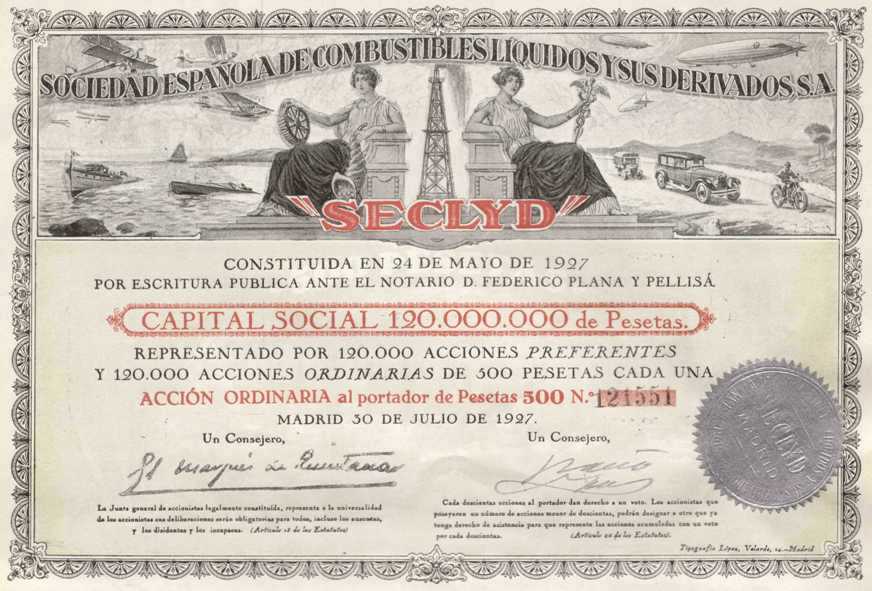 SOCIEDAD ESPAÑOLA DE COMBUSTIBLES LÍQUIDOS Y SUS DERIVADOS, S.A.
"SECLYD"
CONSTITUIDA EN 24 DE MAYO DE 1927
POR ESCRITURA PUBLICA ANTE EL NOTARIO D. FEDERICO PLANA Y PELLISÁ
CAPITAL SOCIAL 120.000.000 de Pesetas.
REPRESENTADO POR 120.000 ACCIONES PREFERENTES
Y 120.000 ACCIONES ORDINARIAS DE 500 PESETAS CADA UNA
ACCIÓN ORDINARIA al portador de Pesetas 500 N.º 121551
MADRID 30 DE JULIO DE 1927.
Un Consejero,
Un Consejero,
El Marqués de
SECLYD
MADRID
La Junta general de accionistas legalmente constituída, representa a la universalidad
de los accionistas sus deliberaciones serán obligatorias para todos, incluso los ausentes,
y los disidentes y los incapaces. (Artículo 18 de los Estatutos)
Cada doscientas acciones al portador dan derecho a un voto. Los accionistas que
poseyeren un número de acciones menor de doscientas, podrán designar a otro que ya
tenga derecho de asistencia para que represente las acciones acumuladas con un voto
por cada doscientas. (Artículo 20 de los Estatutos).
Tipografía López, Velarde, 14.-Madrid